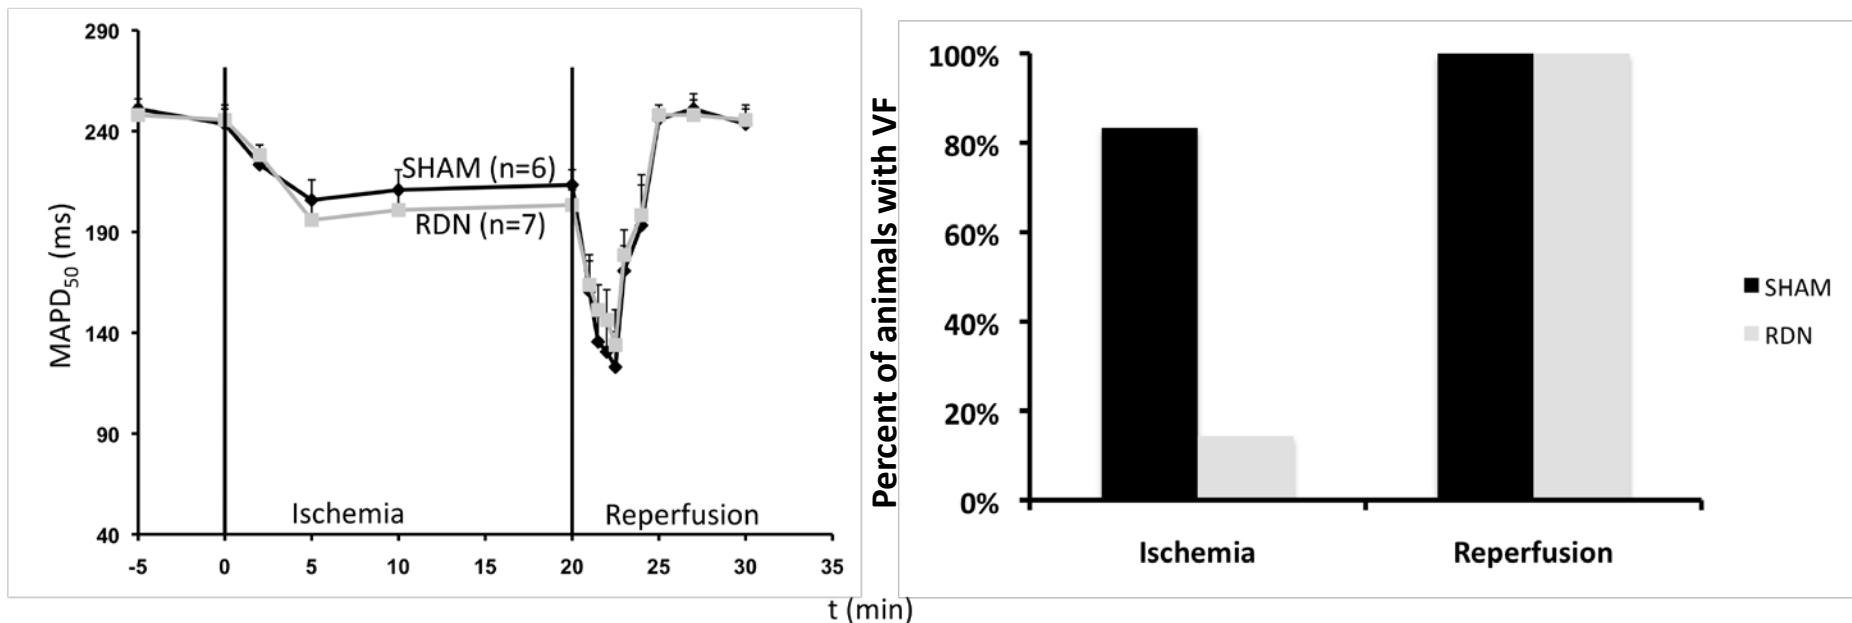 290
240
190
140
90
40
MAPD50 (ms)
SHAM (n=6)
RDN (n=7)
Ischemia
Reperfusion
-5 0 5 10 15 20 25 30 35
t (min)
Percent of animals with VF
100%
80%
60%
40%
20%
0%
Ischemia Reperfusion
SHAM
RDN